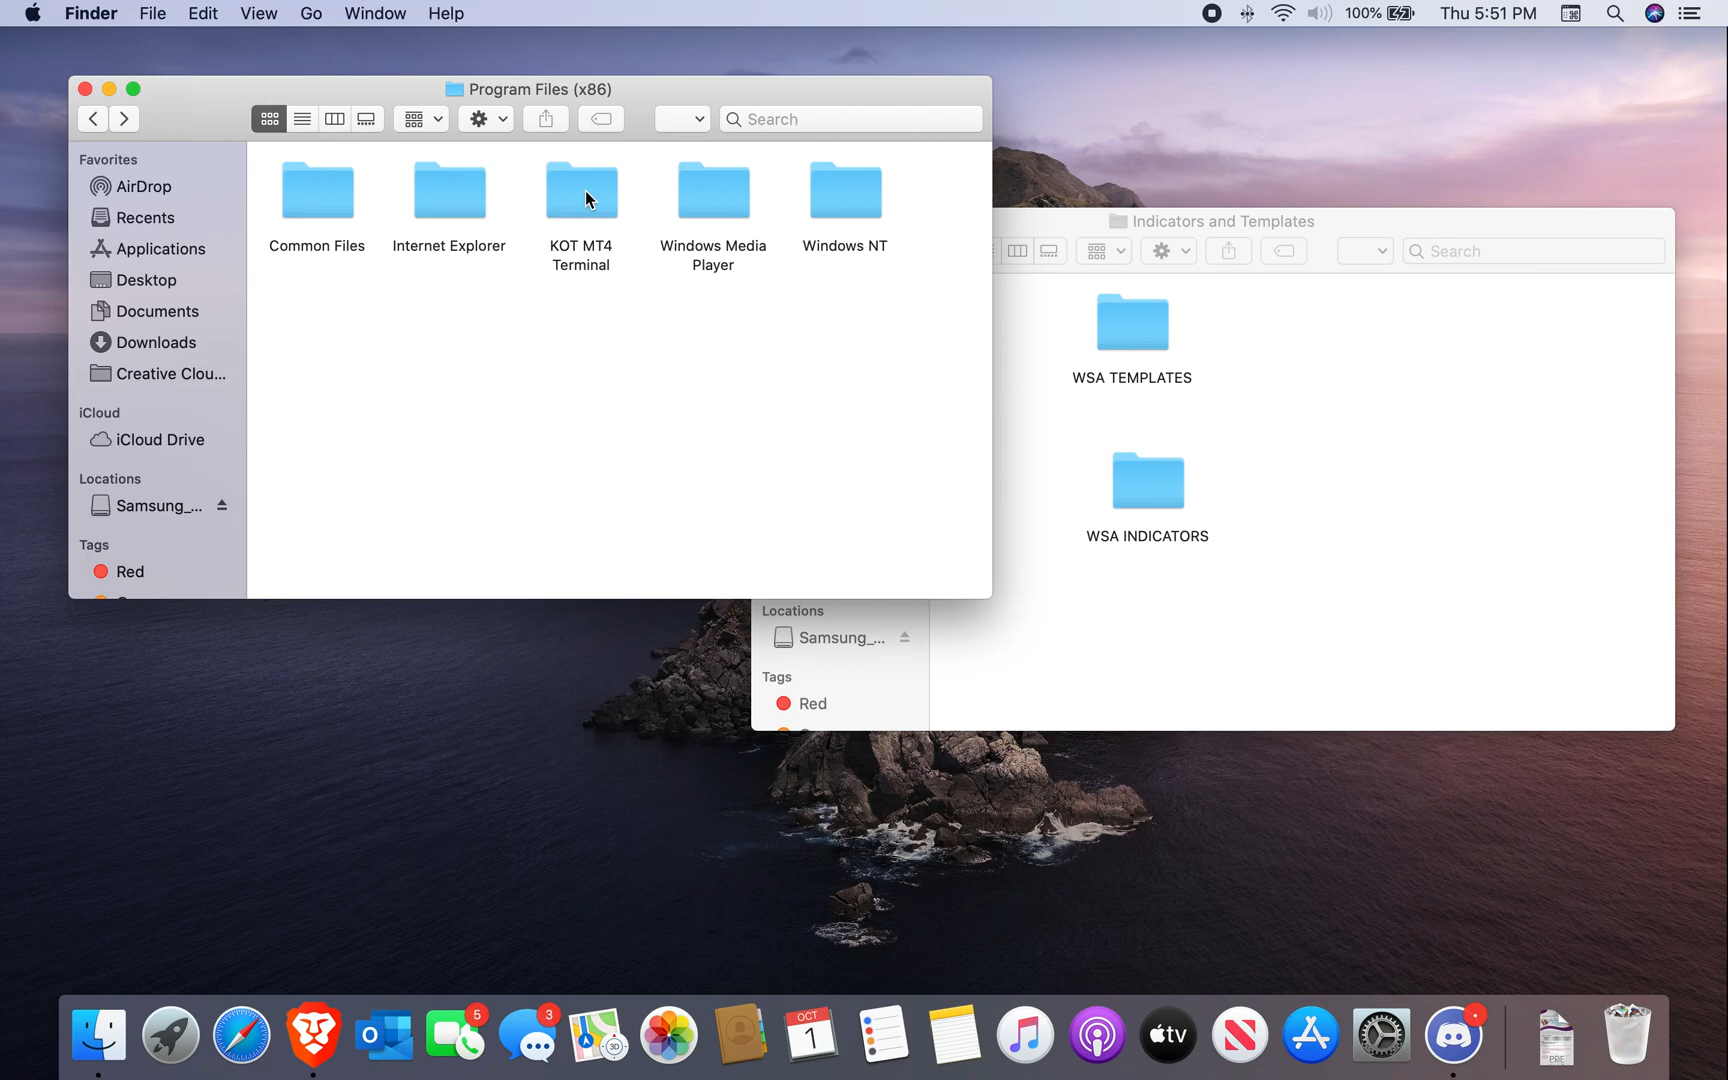 Finder File Edit View Go Window Help
100% Thu 5:51 PM
Program Files (x86)
Search
Favorites
AirDrop
Recents
Applications
Desktop
Documents
Downloads
Creative Clou...
iCloud
iCloud Drive
Locations
Samsung_...
Tags
Red
Common Files
Internet Explorer
KOT MT4
Terminal
Windows Media
Player
Windows NT
Indicators and Templates
Search
WSA TEMPLATES
WSA INDICATORS
Locations
Samsung_...
Tags
Red
5
3
3D
OCT
1
tv